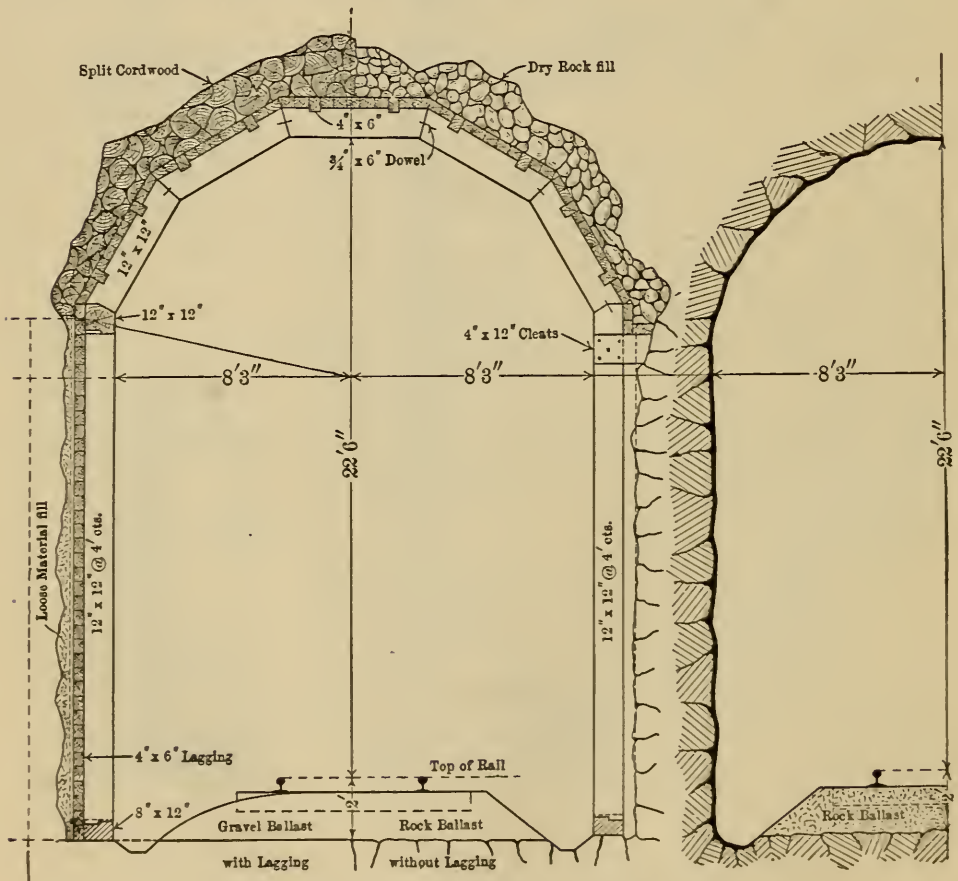 Split Cordwood
Dry Rock fill
4" x 6"
3/4" x 6" Dowel
12" x 12"
12" x 12"
4" x 12" Cleats
8'3"
8'3"
8'3"
22'6"
22'6"
Loose Material fill
12" x 12" @ 4' cts.
12" x 12" @ 4' cts.
4" x 6" Lagging
Top of Rail
8" x 12"
2'
2'
Gravel Ballast
Rock Ballast
Rock Ballast
with Lagging
without Lagging